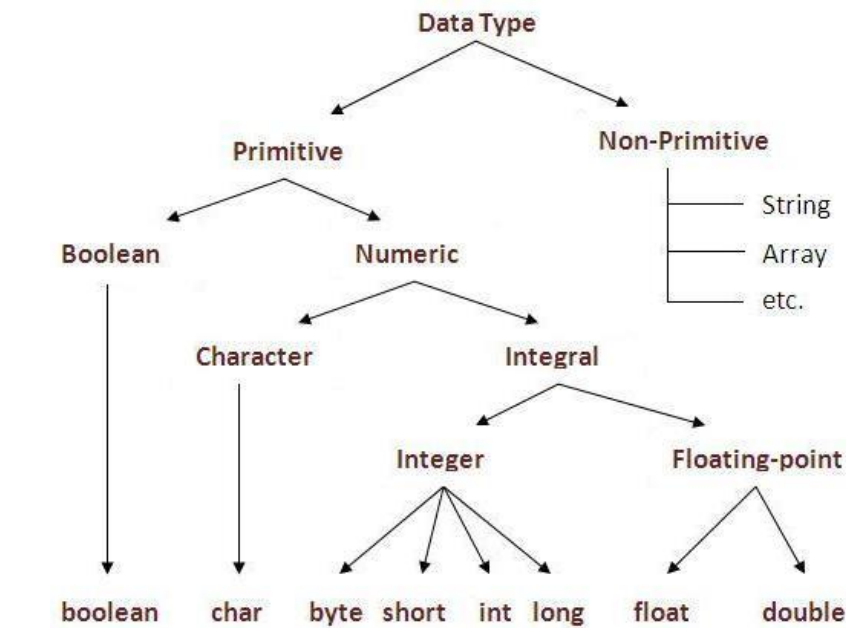 Data Type
Primitive
Non-Primitive
String
Array
etc.
Boolean
Numeric
Character
Integral
Integer
Floating-point
boolean char byte short int long float double